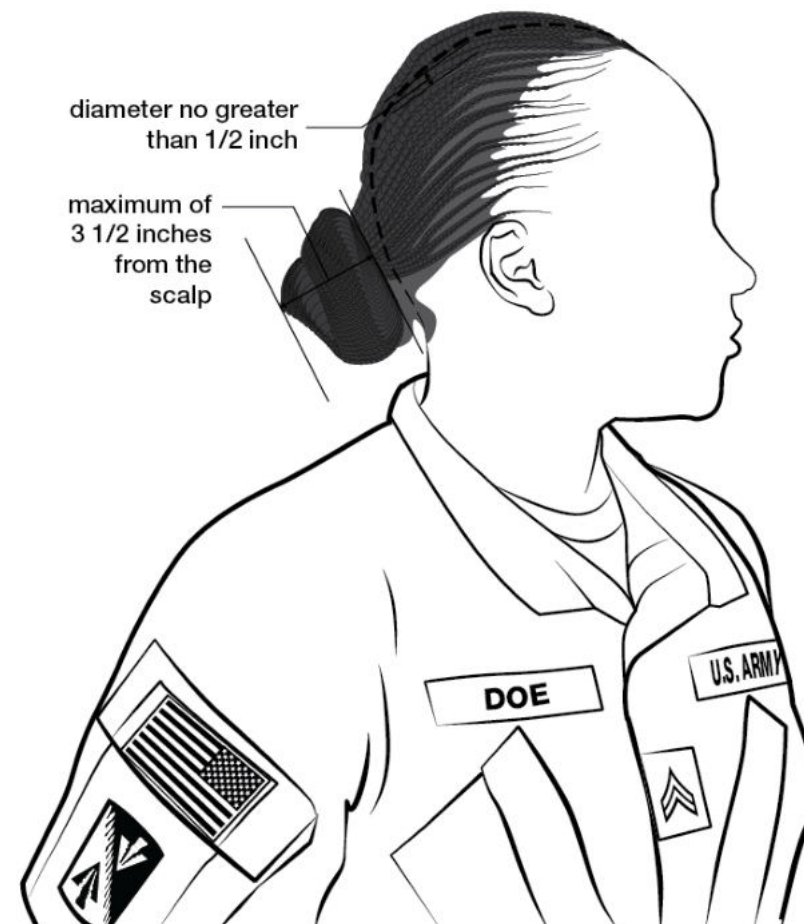 diameter no greater
than 1/2 inch
maximum of
3 1/2 inches
from the
scalp
DOE
U.S. ARMY